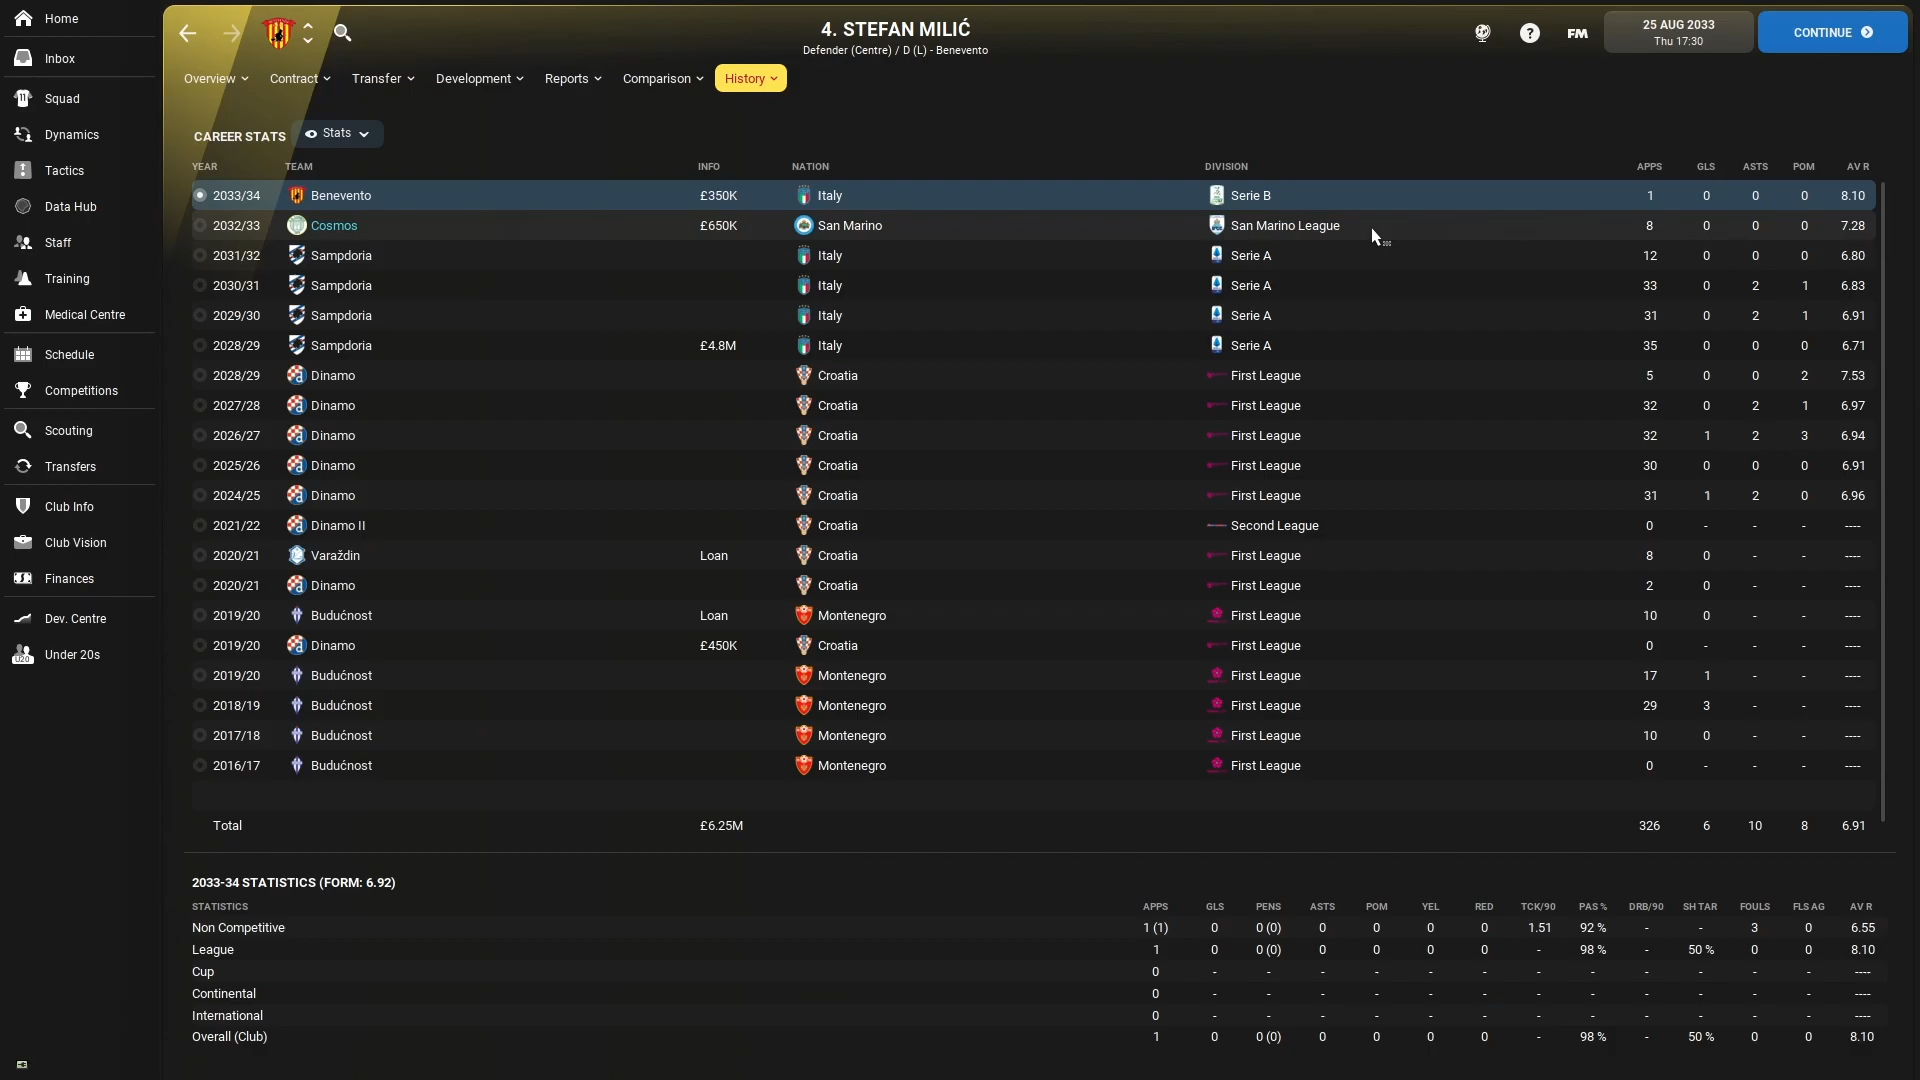 Home
Inbox
Squad
Dynamics
Tactics
Data Hub
Staff
Training
Medical Centre
Schedule
Competitions
Scouting
Transfers
Club Info
Club Vision
Finances
Dev. Centre
U20 Under 20s
4. STEFAN MILIĆ
Defender (Centre) / D (L) - Benevento
FM
25 AUG 2033
Thu 17:30
CONTINUE
Overview Contract Transfer Development Reports Comparison History
CAREER STATS Stats
YEAR TEAM INFO NATION DIVISION APPS GLS ASTS POM AV R
2033/34 Benevento £350K Italy Serie B 1 0 0 0 8.10
2032/33 Cosmos £650K San Marino San Marino League 8 0 0 0 7.28
2031/32 Sampdoria Italy Serie A 12 0 0 0 6.80
2030/31 Sampdoria Italy Serie A 33 0 2 1 6.83
2029/30 Sampdoria Italy Serie A 31 0 2 1 6.91
2028/29 Sampdoria £4.8M Italy Serie A 35 0 0 0 6.71
2028/29 Dinamo Croatia First League 5 0 0 2 7.53
2027/28 Dinamo Croatia First League 32 0 2 1 6.97
2026/27 Dinamo Croatia First League 32 1 2 3 6.94
2025/26 Dinamo Croatia First League 30 0 0 0 6.91
2024/25 Dinamo Croatia First League 31 1 2 0 6.96
2021/22 Dinamo II Croatia Second League 0 - - - ----
2020/21 Varaždin Loan Croatia First League 8 0 - - ----
2020/21 Dinamo Croatia First League 2 0 - - ----
2019/20 Budućnost Loan Montenegro First League 10 0 - - ----
2019/20 Dinamo £450K Croatia First League 0 - - - ----
2019/20 Budućnost Montenegro First League 17 1 - - ----
2018/19 Budućnost Montenegro First League 29 3 - - ----
2017/18 Budućnost Montenegro First League 10 0 - - ----
2016/17 Budućnost Montenegro First League 0 - - - ----
Total £6.25M 326 6 10 8 6.91
2033-34 STATISTICS (FORM: 6.92)
STATISTICS APPS GLS PENS ASTS POM YEL RED TCK/90 PAS % DRB/90 SH TAR FOULS FLS AG AV R
Non Competitive 1 (1) 0 0 (0) 0 0 0 0 1.51 92 % - - 3 0 6.55
League 1 0 0 (0) 0 0 0 0 - 98 % - 50 % 0 0 8.10
Cup 0 - - - - - - - - - - - - ----
Continental 0 - - - - - - - - - - - - ----
International 0 - - - - - - - - - - - - ----
Overall (Club) 1 0 0 (0) 0 0 0 0 - 98 % - 50 % 0 0 8.10